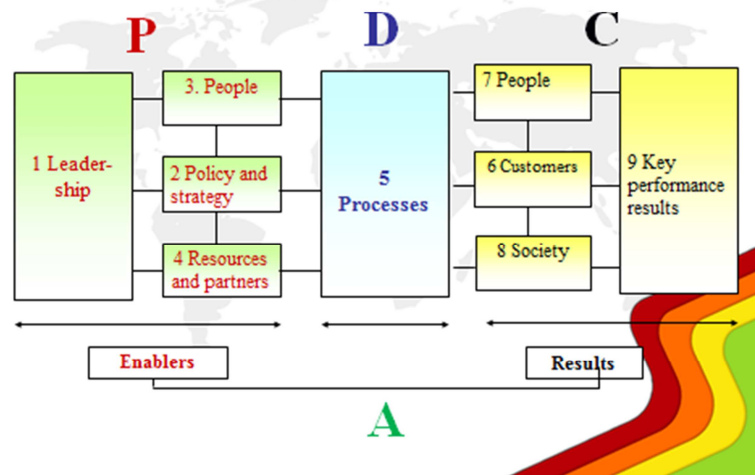 P
D
C
1 Leader-
ship
3. People
2 Policy and
strategy
4 Resources
and partners
5
Processes
7 People
6 Customers
8 Society
9 Key
performance
results
Enablers
Results
A